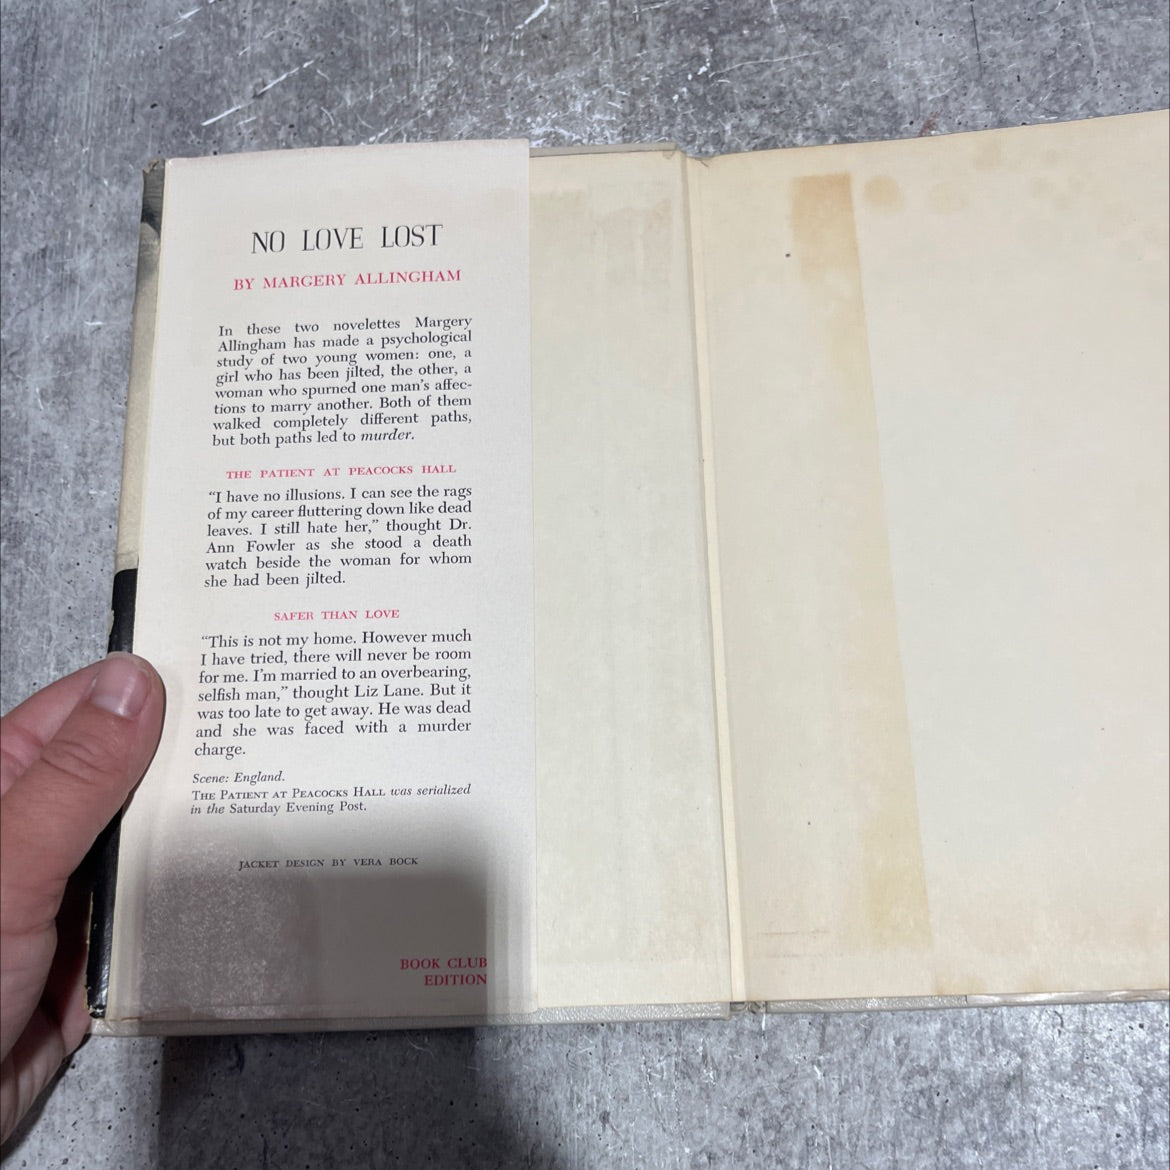 NO LOVE LOST
BY MARGERY ALLINGHAM
In these two novelettes Margery
Allingham has made a psychological
study of two young women: one, a
girl who has been jilted, the other, a
woman who spurned one man's affec-
tions to marry another. Both of them
walked completely different paths,
but both paths led to murder.
THE PATIENT AT PEACOCKS HALL
“I have no illusions. I can see the rags
of my career fluttering down like dead
leaves. I still hate her,” thought Dr.
Ann Fowler as she stood a death
watch beside the woman for whom
she had been jilted.
SAFER THAN LOVE
“This is not my home. However much
I have tried, there will never be room
for me. I'm married to an overbearing,
selfish man,” thought Liz Lane. But it
was too late to get away. He was dead
and she was faced with a murder
charge.
Scene: England.
THE PATIENT AT PEACOCKS HALL was serialized
in the Saturday Evening Post.
JACKET DESIGN BY VERA BOCK
BOOK CLUB
EDITION